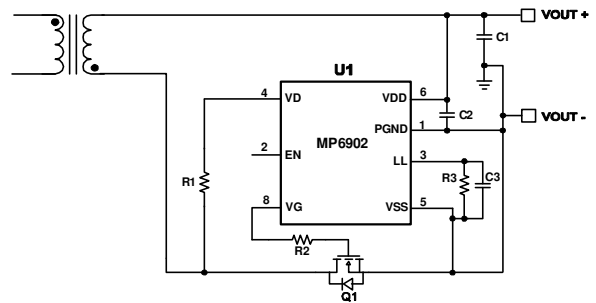 VOUT +
C1
U1
4 VD
VDD 6
C2
PGND 1
VOUT -
MP6902
2 EN
LL 3
R1
R3
C3
8 VG
VSS 5
R2
Q1